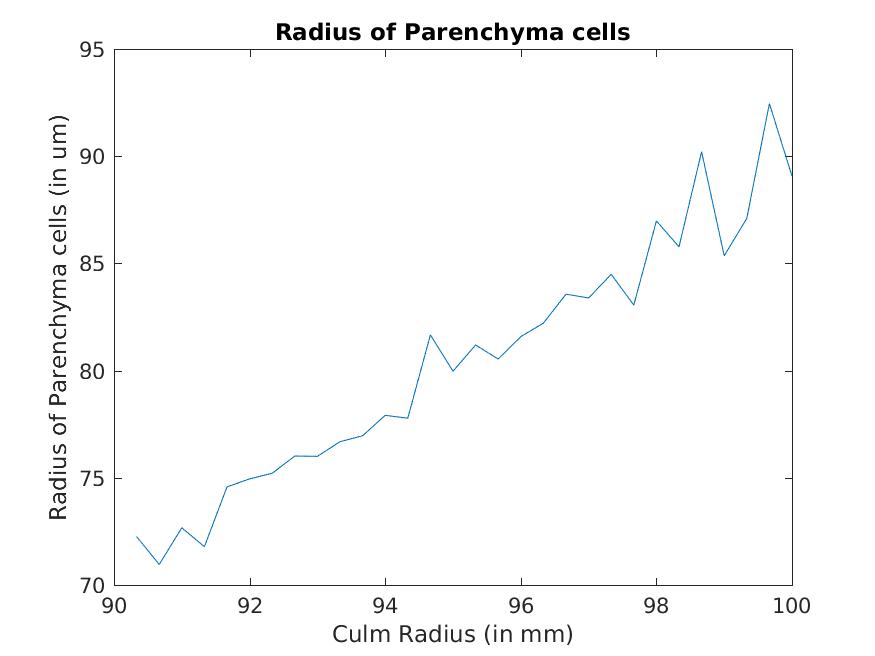 Radius of Parenchyma cells
95
90
85
80
75
70
Radius of Parenchyma cells (in um)
90 92 94 96 98 100
Culm Radius (in mm)